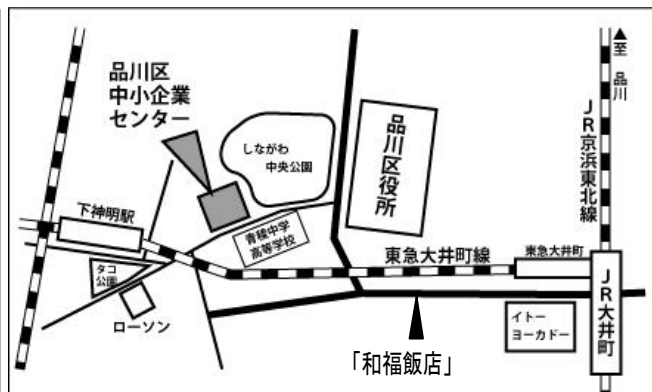 品川区
中小企業
センター
しながわ
中央公園
品川区役所
▲至 品川
JR京浜東北線
下神明駅
青稜中学
高等学校
東急大井町線
東急大井町
JR大井町
タコ
公園
ローソン
イトー
ヨーカドー
「和福飯店」